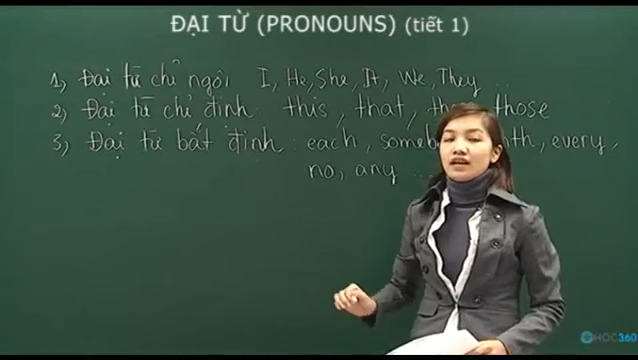 ĐẠI TỪ (PRONOUNS) (tiết 1)
1, Đại từ chỉ ngôi I, He, She, It, We, They ..
2, Đại từ chỉ định this, that, those
3, Đại từ bất định : each, every,
no, any ..
HOC360